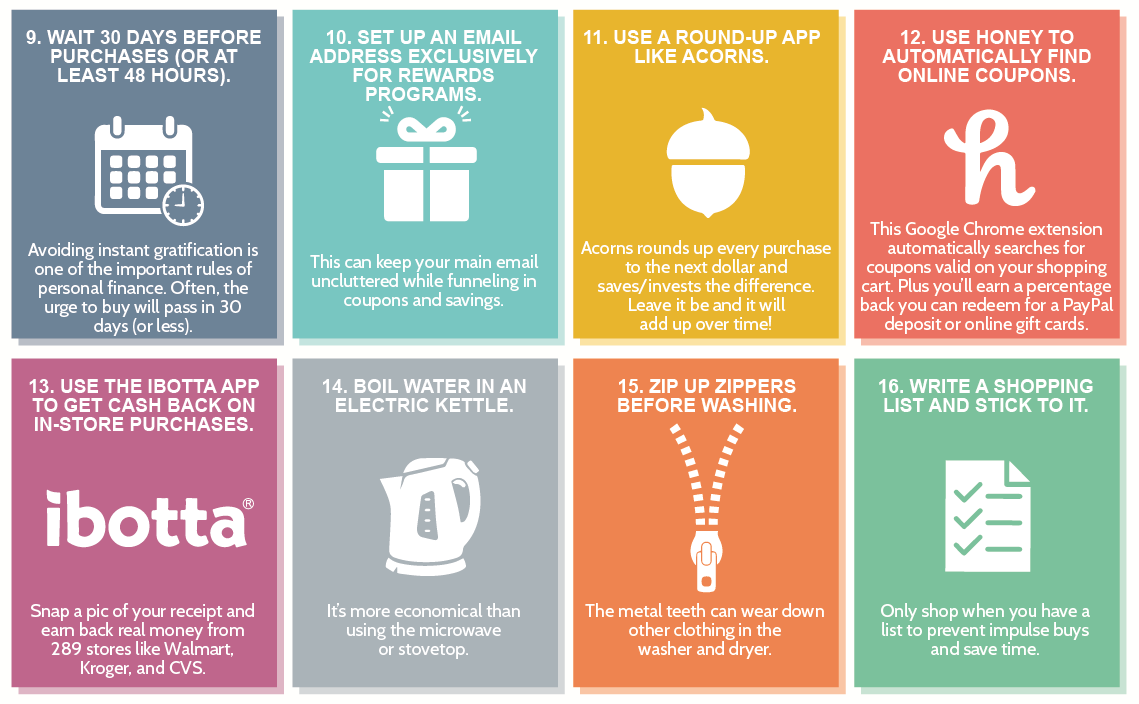 9. WAIT 30 DAYS BEFORE
PURCHASES (OR AT
LEAST 48 HOURS).
Avoiding instant gratification is
one of the important rules of
personal finance. Often, the
urge to buy will pass in 30
days (or less).
10. SET UP AN EMAIL
ADDRESS EXCLUSIVELY
FOR REWARDS
PROGRAMS.
This can keep your main email
uncluttered while funneling in
coupons and savings.
11. USE A ROUND-UP APP
LIKE ACORNS.
Acorns rounds up every purchase
to the next dollar and
saves/invests the difference.
Leave it be and it will
add up over time!
12. USE HONEY TO
AUTOMATICALLY FIND
ONLINE COUPONS.
h
This Google Chrome extension
automatically searches for
coupons valid on your shopping
cart. Plus you'll earn a percentage
back you can redeem for a PayPal
deposit or online gift cards.
13. USE THE IBOTTA APP
TO GET CASH BACK ON
IN-STORE PURCHASES.
ibotta®
Snap a pic of your receipt and
earn back real money from
289 stores like Walmart,
Kroger, and CVS.
14. BOIL WATER IN AN
ELECTRIC KETTLE.
It's more economical than
using the microwave
or stovetop.
15. ZIP UP ZIPPERS
BEFORE WASHING.
The metal teeth can wear down
other clothing in the
washer and dryer.
16. WRITE A SHOPPING
LIST AND STICK TO IT.
Only shop when you have a
list to prevent impulse buys
and save time.